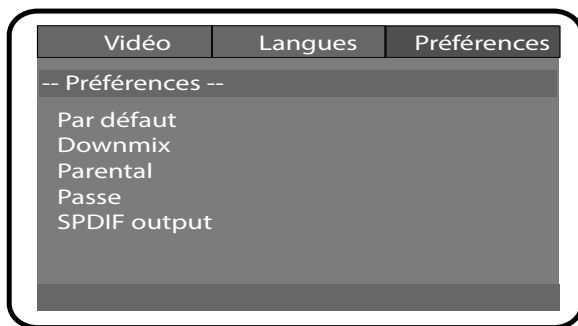 Vidéo Langues Préférences
-- Préférences --
Par défaut
Downmix
Parental
Passe
SPDIF output